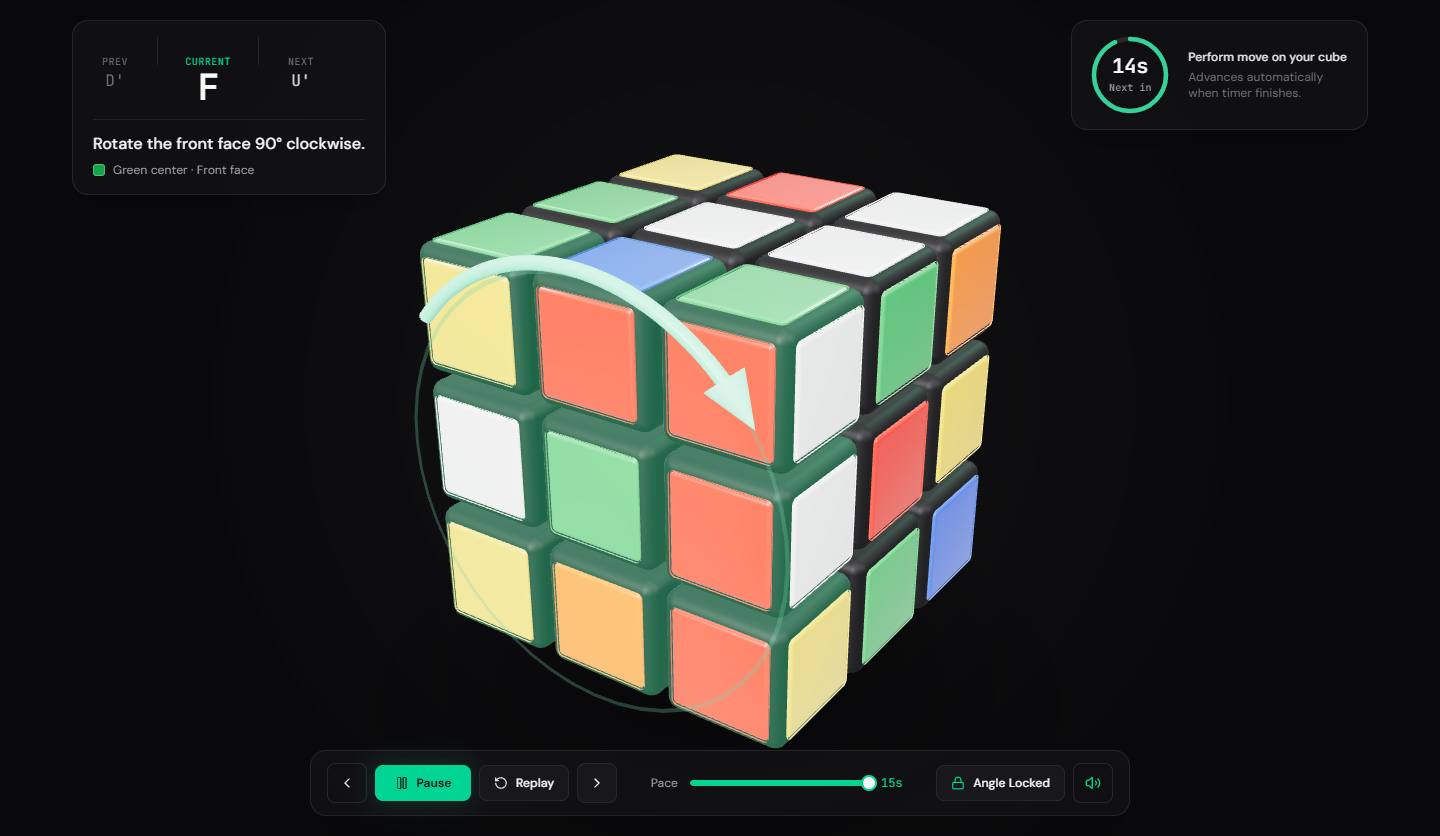 PREV
D'
CURRENT
F
NEXT
U'
Rotate the front face 90° clockwise.
Green center · Front face
14s
Next in
Perform move on your cube
Advances automatically
when timer finishes.
Pause
Replay
Pace
15s
Angle Locked